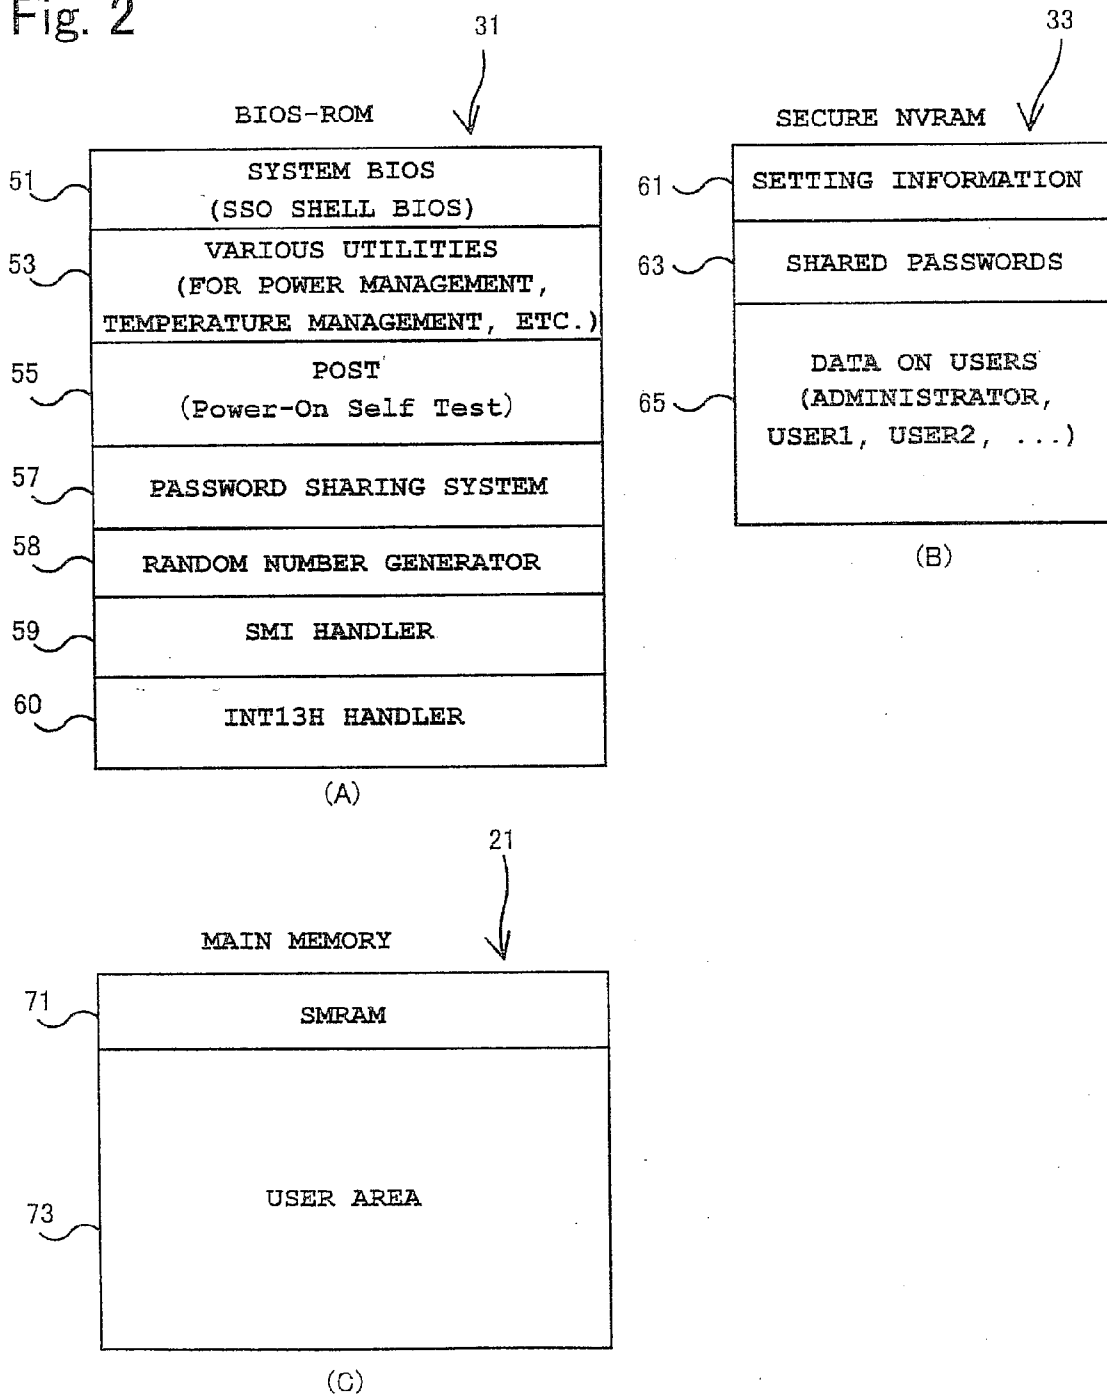 Fig. 2
31
BIOS-ROM
51
SYSTEM BIOS
(SSO SHELL BIOS)
53
VARIOUS UTILITIES
(FOR POWER MANAGEMENT,
TEMPERATURE MANAGEMENT, ETC.)
55
POST
(Power-On Self Test)
57
PASSWORD SHARING SYSTEM
58
RANDOM NUMBER GENERATOR
59
SMI HANDLER
60
INT13H HANDLER
(A)
33
SECURE NVRAM
61
SETTING INFORMATION
63
SHARED PASSWORDS
65
DATA ON USERS
(ADMINISTRATOR,
USER1, USER2, ...)
(B)
21
MAIN MEMORY
71
SMRAM
73
USER AREA
(C)